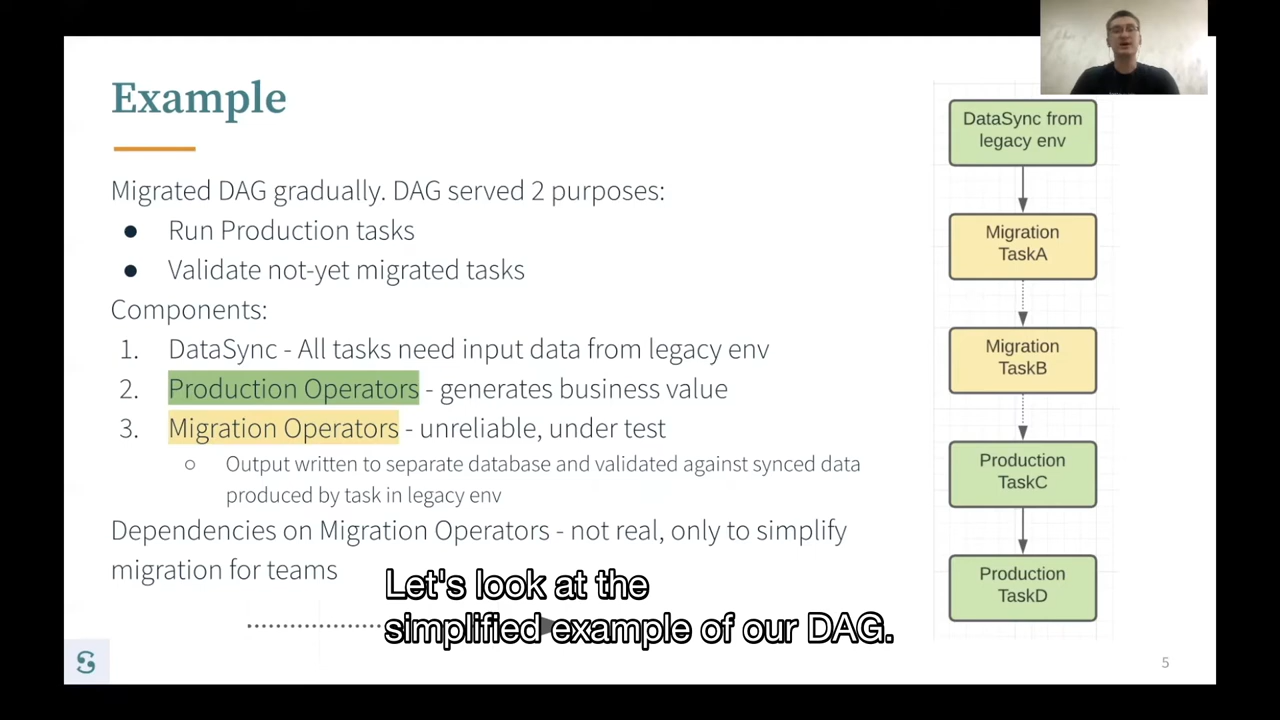 Example
Migrated DAG gradually. DAG served 2 purposes:
● Run Production tasks
● Validate not-yet migrated tasks
Components:
1. DataSync - All tasks need input data from legacy env
2. Production Operators - generates business value
3. Migration Operators - unreliable, under test
○ Output written to separate database and validated against synced data
produced by task in legacy env
Dependencies on Migration Operators - not real, only to simplify
migration for teams
DataSync from
legacy env
Migration
TaskA
Migration
TaskB
Production
TaskC
Production
TaskD
Let's look at the
simplified example of our DAG.
5